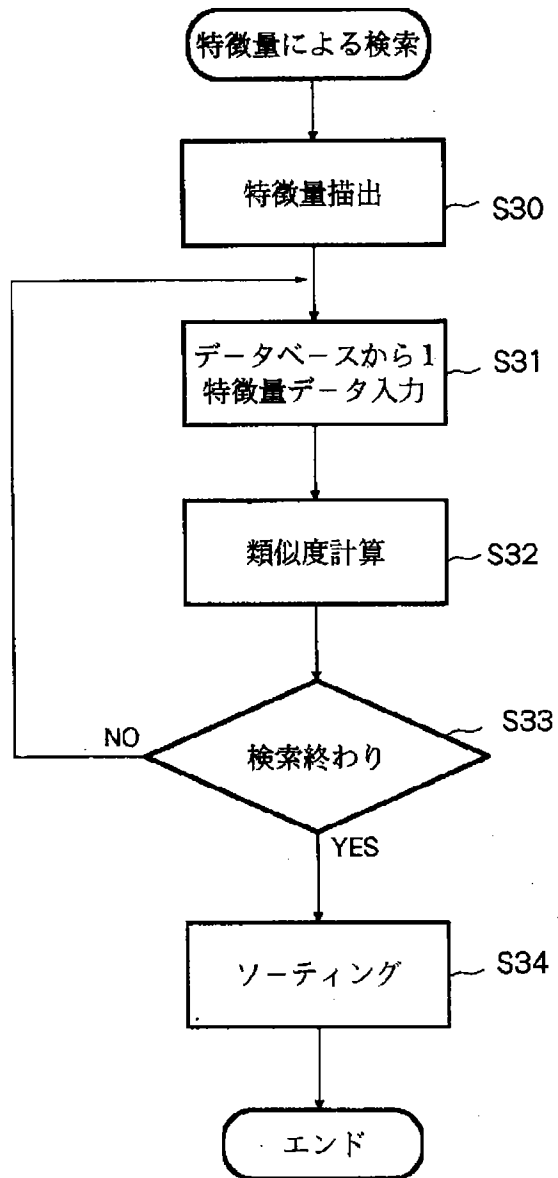 特徴量による検索
特徴量描出
S30
データベースから1
特徴量データ入力
S31
類似度計算
S32
検索終わり
S33
NO
YES
ソーティング
S34
エンド